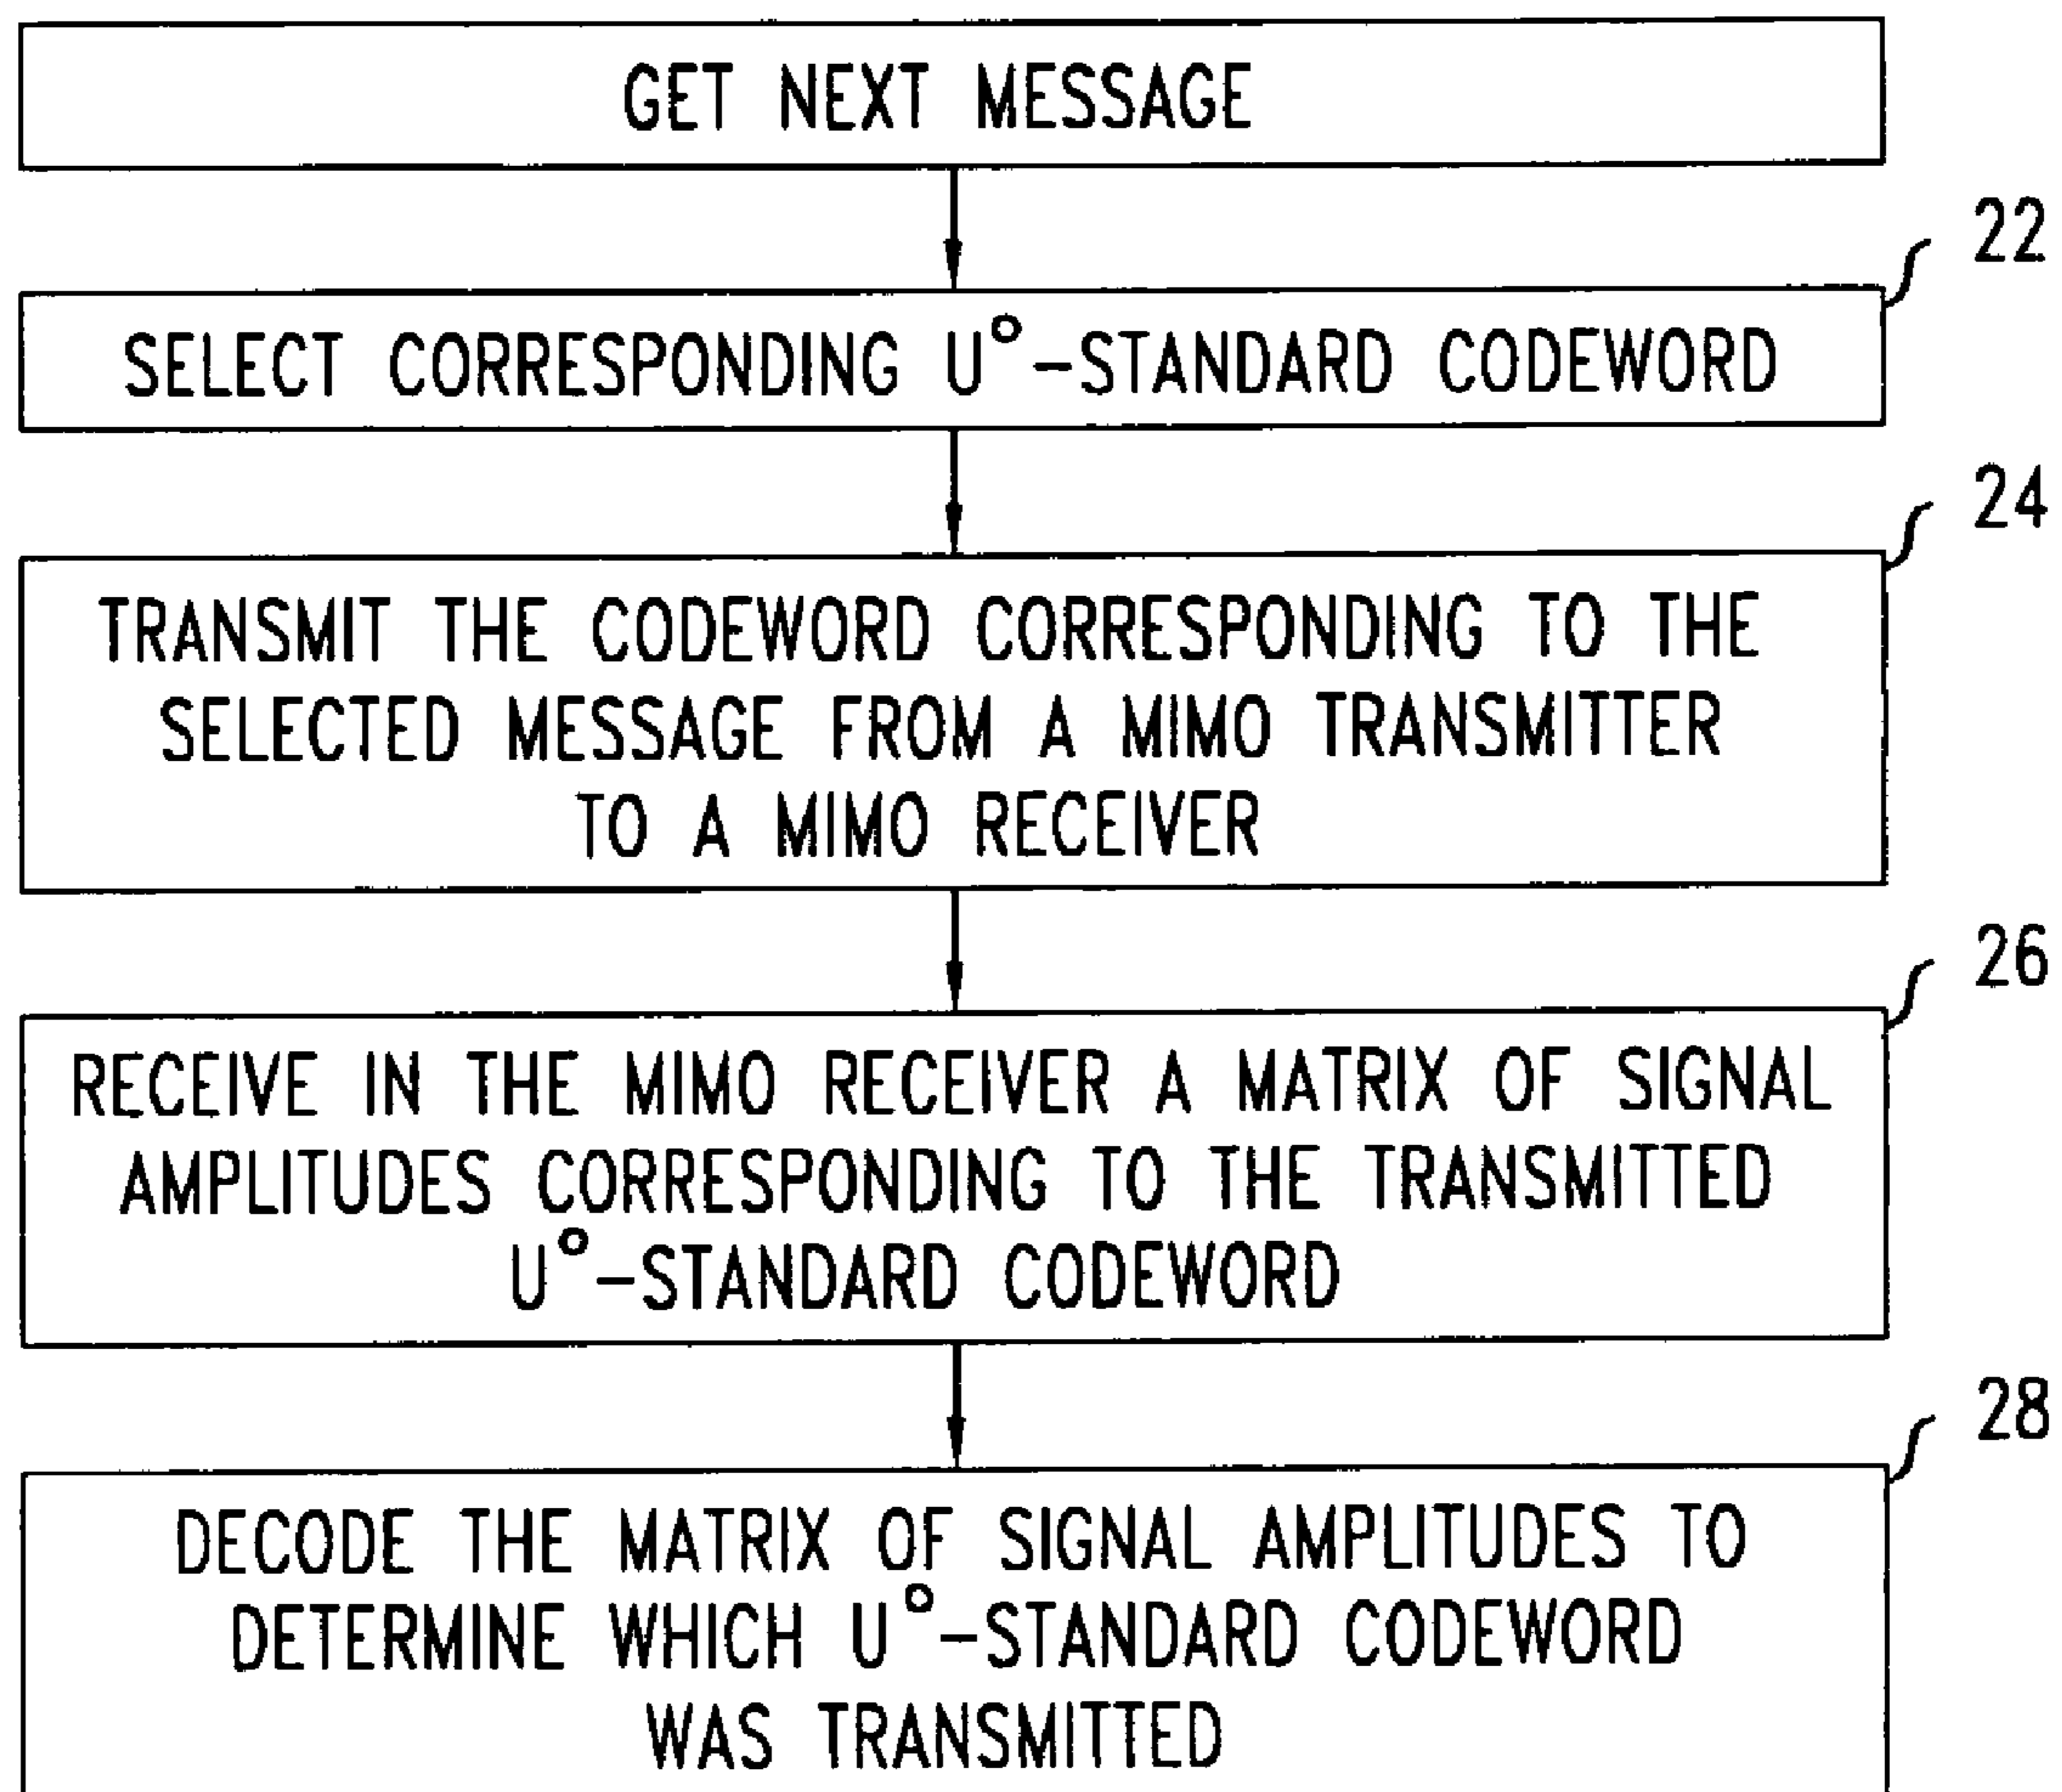 GET NEXT MESSAGE
22
SELECT CORRESPONDING U°-STANDARD CODEWORD
24
TRANSMIT THE CODEWORD CORRESPONDING TO THE
SELECTED MESSAGE FROM A MIMO TRANSMITTER
TO A MIMO RECEIVER
26
RECEIVE IN THE MIMO RECEIVER A MATRIX OF SIGNAL
AMPLITUDES CORRESPONDING TO THE TRANSMITTED
U°-STANDARD CODEWORD
28
DECODE THE MATRIX OF SIGNAL AMPLITUDES TO
DETERMINE WHICH U°-STANDARD CODEWORD
WAS TRANSMITTED